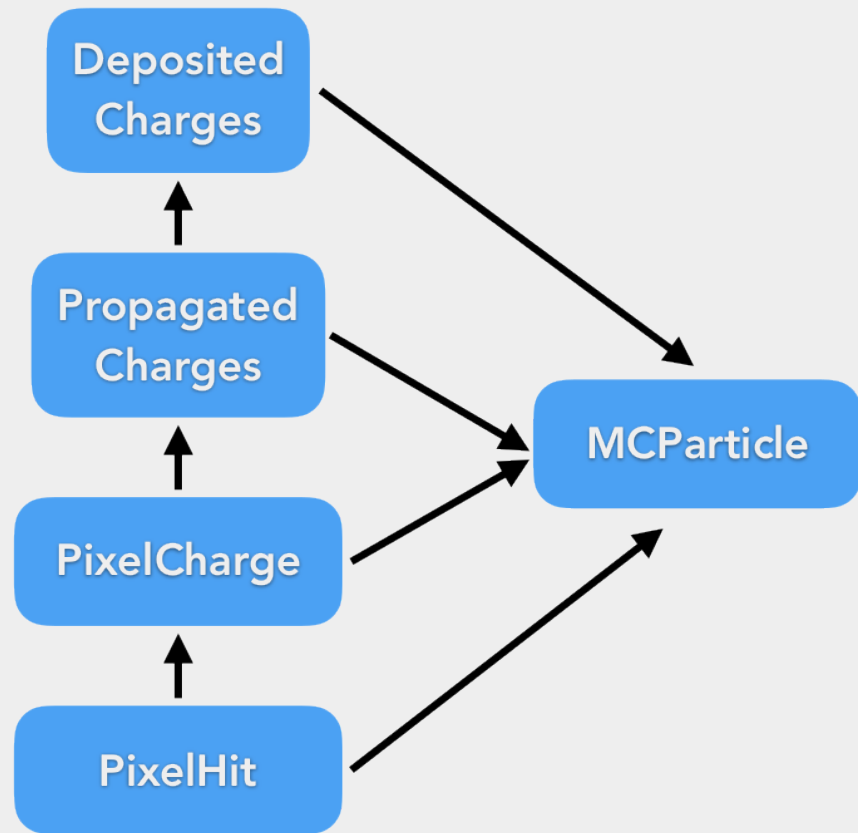 Deposited
Charges
Propagated
Charges
MCParticle
PixelCharge
PixelHit